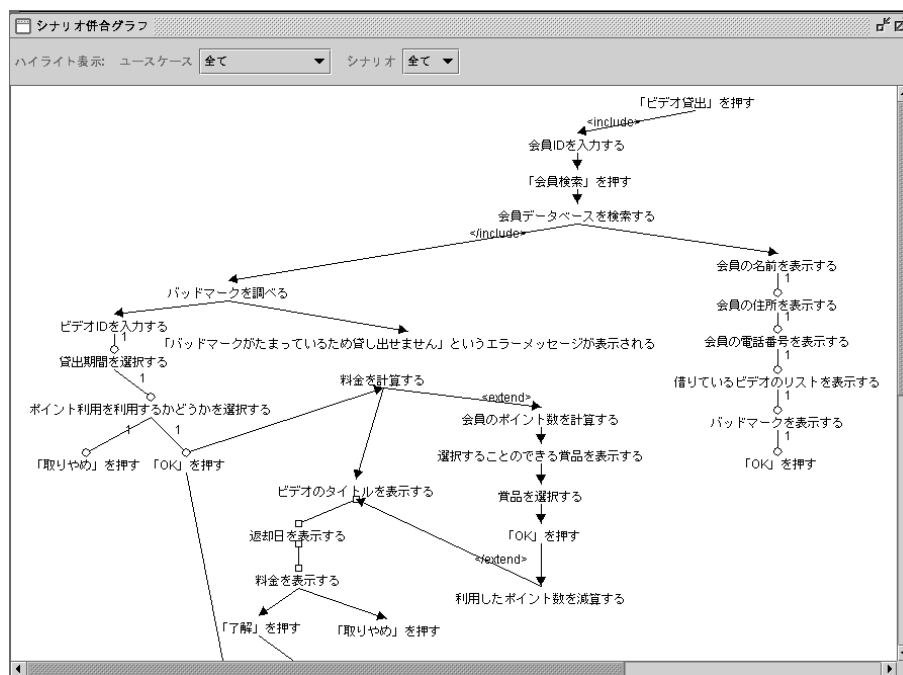 シナリオ併合グラフ
ハイライト表示: ユースケース 全て シナリオ 全て
「ビデオ貸出」を押す
<include>
会員IDを入力する
「会員検索」を押す
会員データベースを検索する
</include>
会員の名前を表示する
1
バッドマークを調べる
会員の住所を表示する
1
ビデオIDを入力する
1
「バッドマークがたまっているため貸し出せません」というエラーメッセージが表示される
会員の電話番号を表示する
1
貸出期間を選択する
1
料金を計算する
借りているビデオのリストを表示する
1
<extend>
ポイント利用を利用するかどうかを選択する
会員のポイント数を計算する
バッドマークを表示する
1
1
1
「取りやめ」を押す
「OK」を押す
選択することのできる賞品を表示する
「OK」を押す
ビデオのタイトルを表示する
賞品を選択する
返却日を表示する
「OK」を押す
</extend>
料金を表示する
利用したポイント数を減算する
「了解」を押す
「取りやめ」を押す